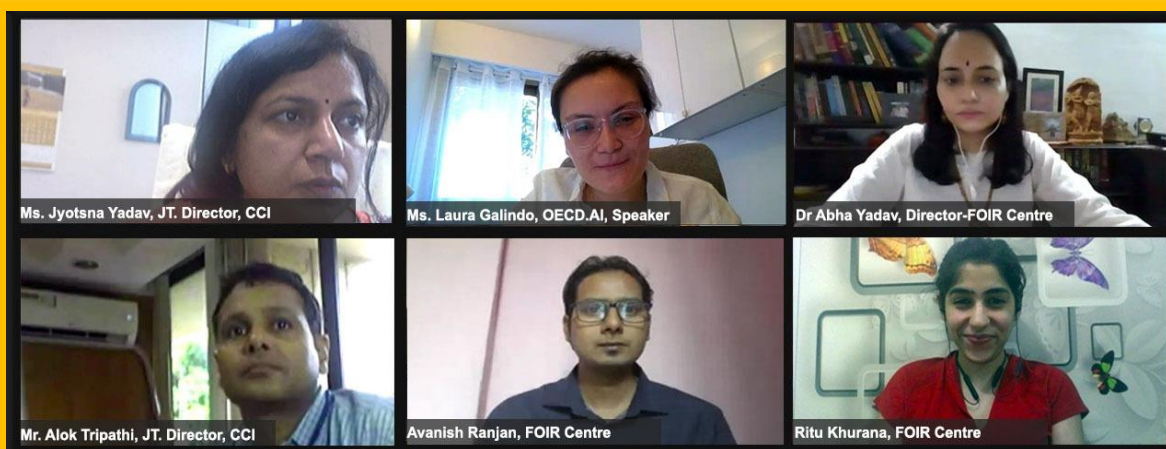 Ms. Jyotsna Yadav, JT. Director, CCI
Ms. Laura Galindo, OECD.AI, Speaker
Dr Abha Yadav, Director-FOIR Centre
Mr. Alok Tripathi, JT. Director, CCI
Avanish Ranjan, FOIR Centre
Ritu Khurana, FOIR Centre